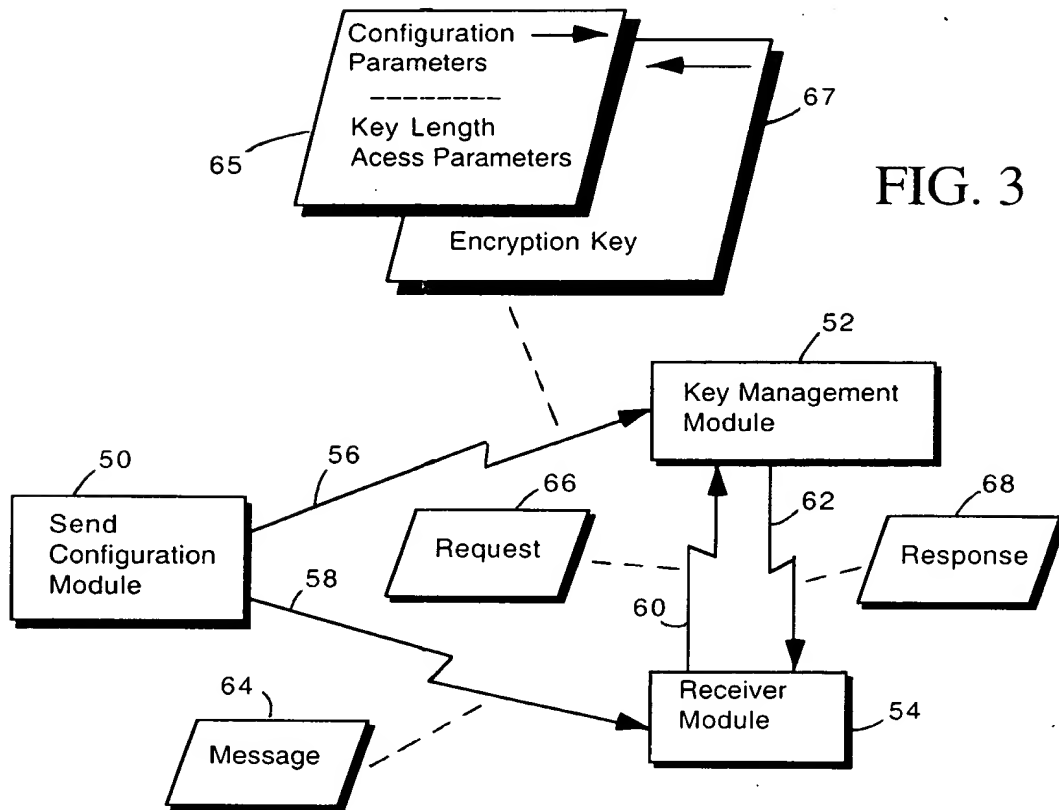 Configuration
Parameters
Key Length
Acess Parameters
65
67
Encryption Key
FIG. 3
52
Key Management
Module
50
56
Send
Configuration
Module
66
Request
62
68
Response
58
60
64
Message
Receiver
Module
54